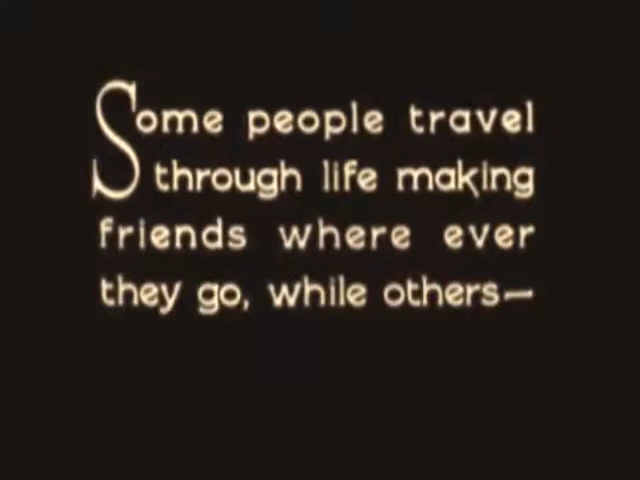 Some people travel
through life making
friends where ever
they go, while others—